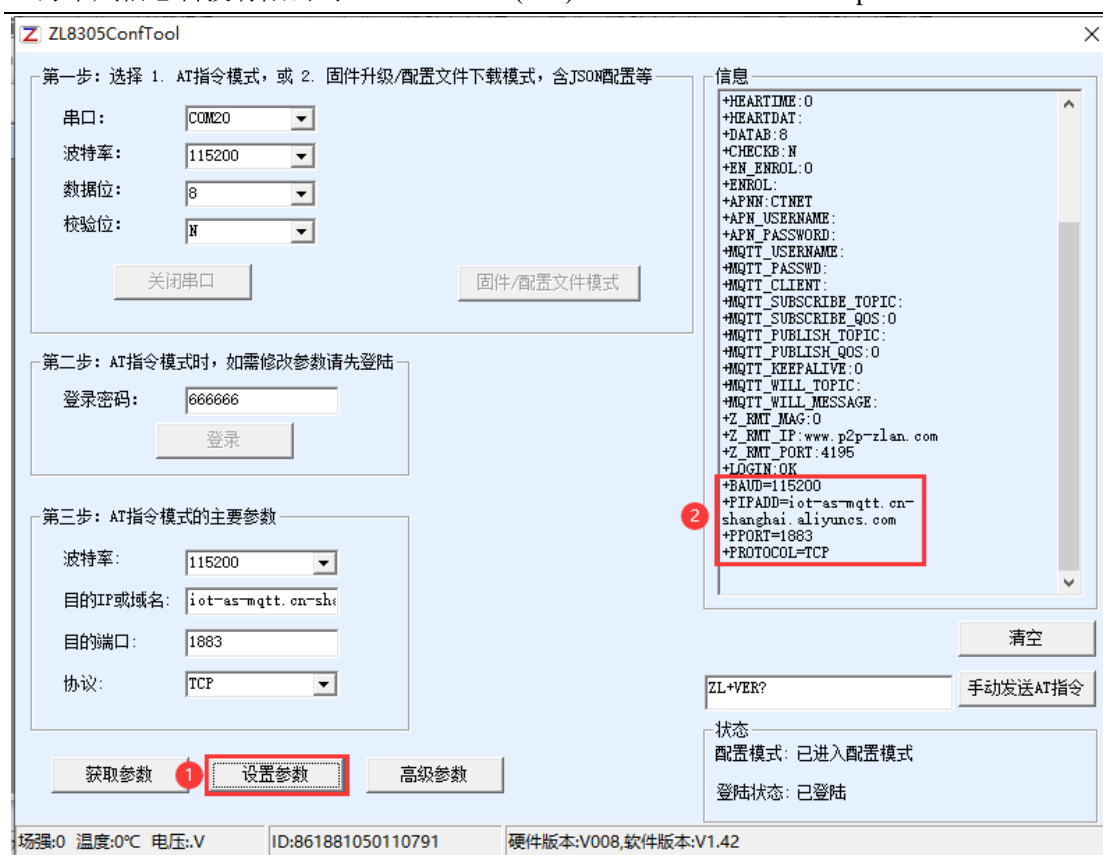 ZL8305ConfTool
第一步：选择 1. AT指令模式，或 2. 固件升级/配置文件下载模式，含JSON配置等
串口：
COM20
波特率：
115200
数据位：
8
校验位：
N
关闭串口
固件/配置文件模式
第二步：AT指令模式时，如需修改参数请先登陆
登录密码：
666666
登录
第三步：AT指令模式的主要参数
波特率:
115200
目的IP或域名:
iot-as-mqtt.cn-sha
目的端口:
1883
协议:
TCP
获取参数
1
设置参数
高级参数
信息
+HEARTIME:0
+HEARTDAT:
+DATAB:8
+CHECKB:N
+EN_ENROL:0
+ENROL:
+APNN:CTNET
+APN_USERNAME:
+APN_PASSWORD:
+MQTT_USERNAME:
+MQTT_PASSWD:
+MQTT_CLIENT:
+MQTT_SUBSCRIBE_TOPIC:
+MQTT_SUBSCRIBE_QOS:0
+MQTT_PUBLISH_TOPIC:
+MQTT_PUBLISH_QOS:0
+MQTT_KEEPALIVE:0
+MQTT_WILL_TOPIC:
+MQTT_WILL_MESSAGE:
+Z_RMT_MAG:0
+Z_RMT_IP:www.p2p-zlan.com
+Z_RMT_PORT:4195
+LOGIN:OK
+BAUD=115200
+PIPADD=iot-as-mqtt.cn-
shanghai.aliyuncs.com
+PPORT=1883
+PROTOCOL=TCP
2
清空
ZL+VER?
手动发送AT指令
状态
配置模式: 已进入配置模式
登陆状态: 已登陆
场强:0 温度:0℃ 电压:.V
ID:861881050110791
硬件版本:V008,软件版本:V1.42